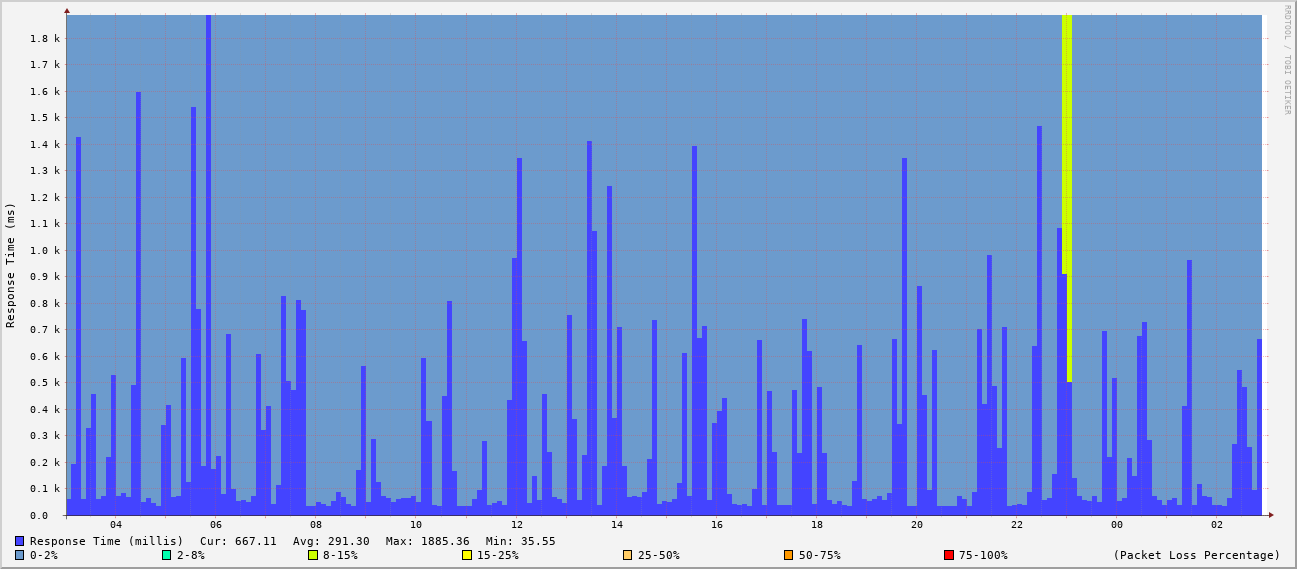 RRDTOOL / TOBI OETIKER
Response Time (ms)
1.8 k
1.7 k
1.6 k
1.5 k
1.4 k
1.3 k
1.2 k
1.1 k
1.0 k
0.9 k
0.8 k
0.7 k
0.6 k
0.5 k
0.4 k
0.3 k
0.2 k
0.1 k
0.0
04 06 08 10 12 14 16 18 20 22 00 02
Response Time (millis) Cur: 667.11 Avg: 291.30 Max: 1885.36 Min: 35.55
0-2% 2-8% 8-15% 15-25% 25-50% 50-75% 75-100% (Packet Loss Percentage)